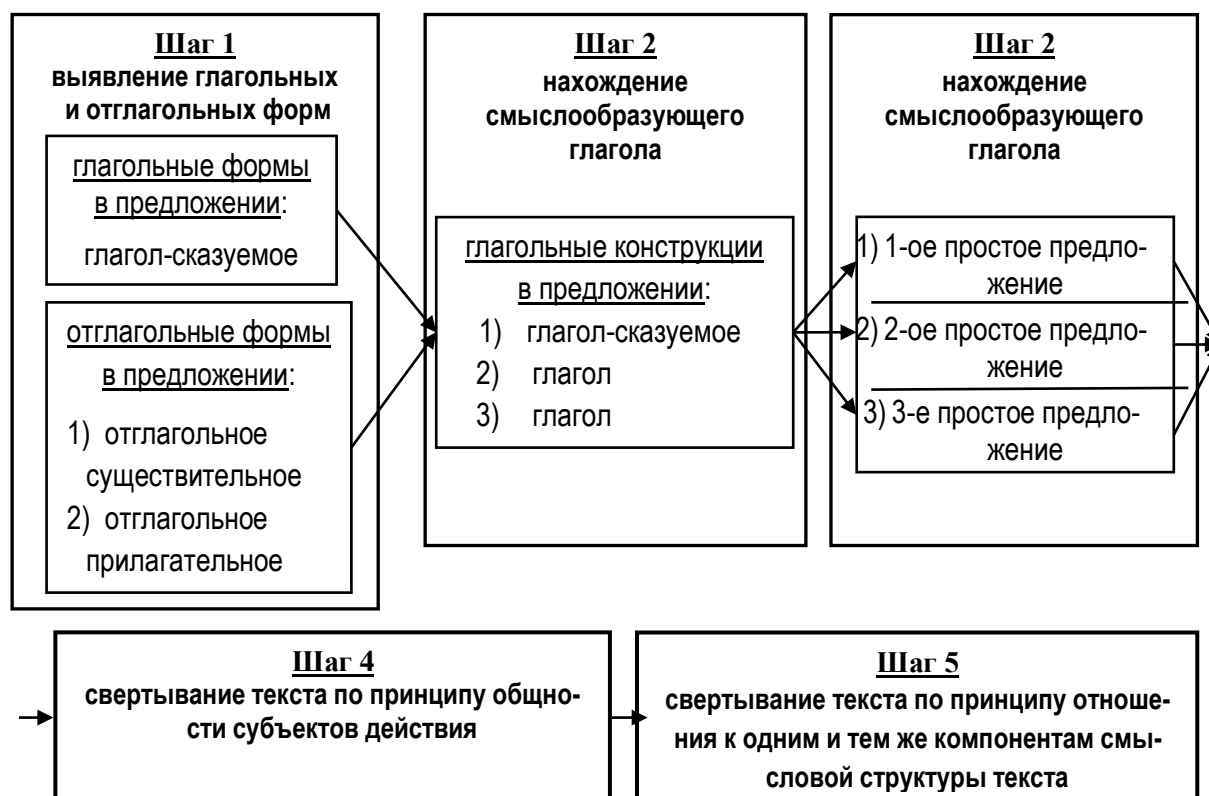 Шаг 1
выявление глагольных
и отглагольных форм
глагольные формы
в предложении:
глагол-сказуемое
отглагольные формы
в предложении:
1) отглагольное
существительное
2) отглагольное
прилагательное
Шаг 2
нахождение
смыслообразующего
глагола
глагольные конструкции
в предложении:
1) глагол-сказуемое
2) глагол
3) глагол
Шаг 2
нахождение
смыслообразующего
глагола
1) 1-ое простое предло-
жение
2) 2-ое простое предло-
жение
3) 3-е простое предло-
жение
Шаг 4
свертывание текста по принципу общно-
сти субъектов действия
Шаг 5
свертывание текста по принципу отноше-
ния к одним и тем же компонентам смы-
словой структуры текста